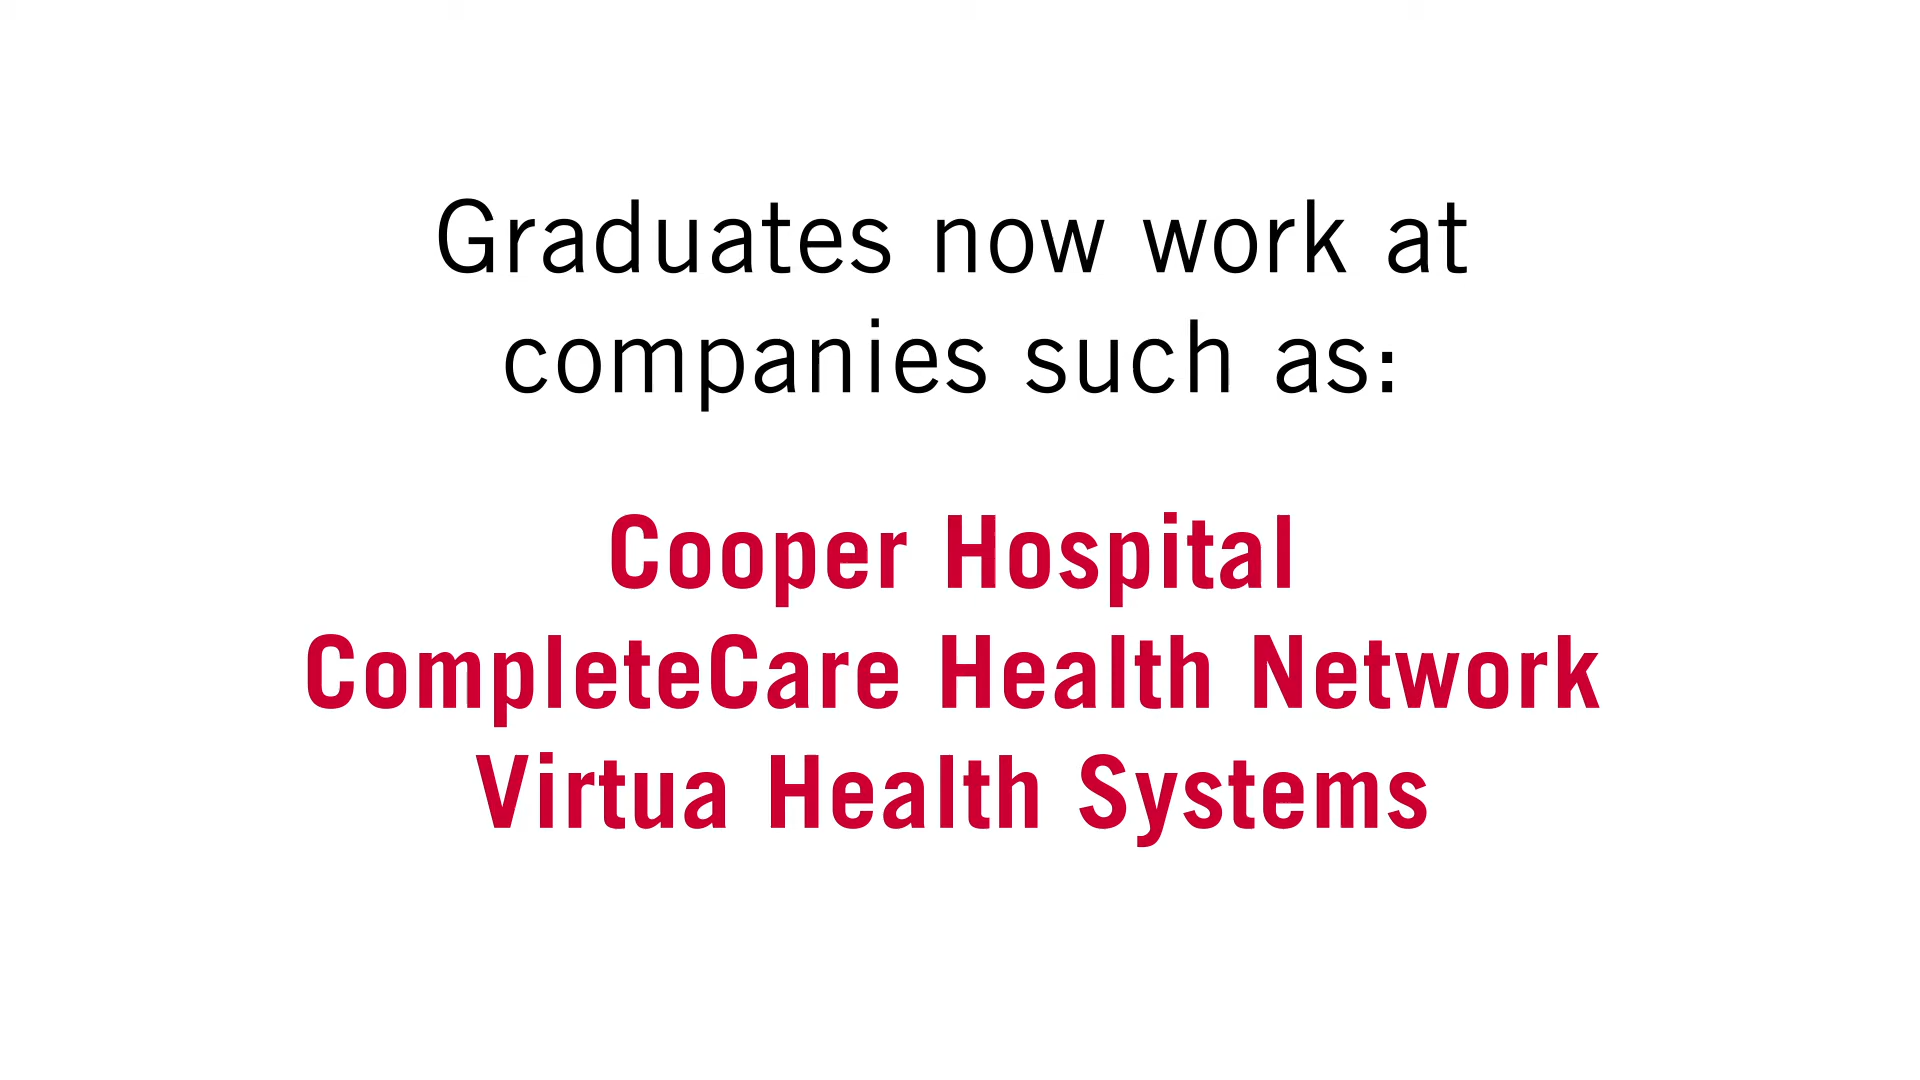 Graduates now work at
companies such as:
Cooper Hospital
CompleteCare Health Network
Virtua Health Systems